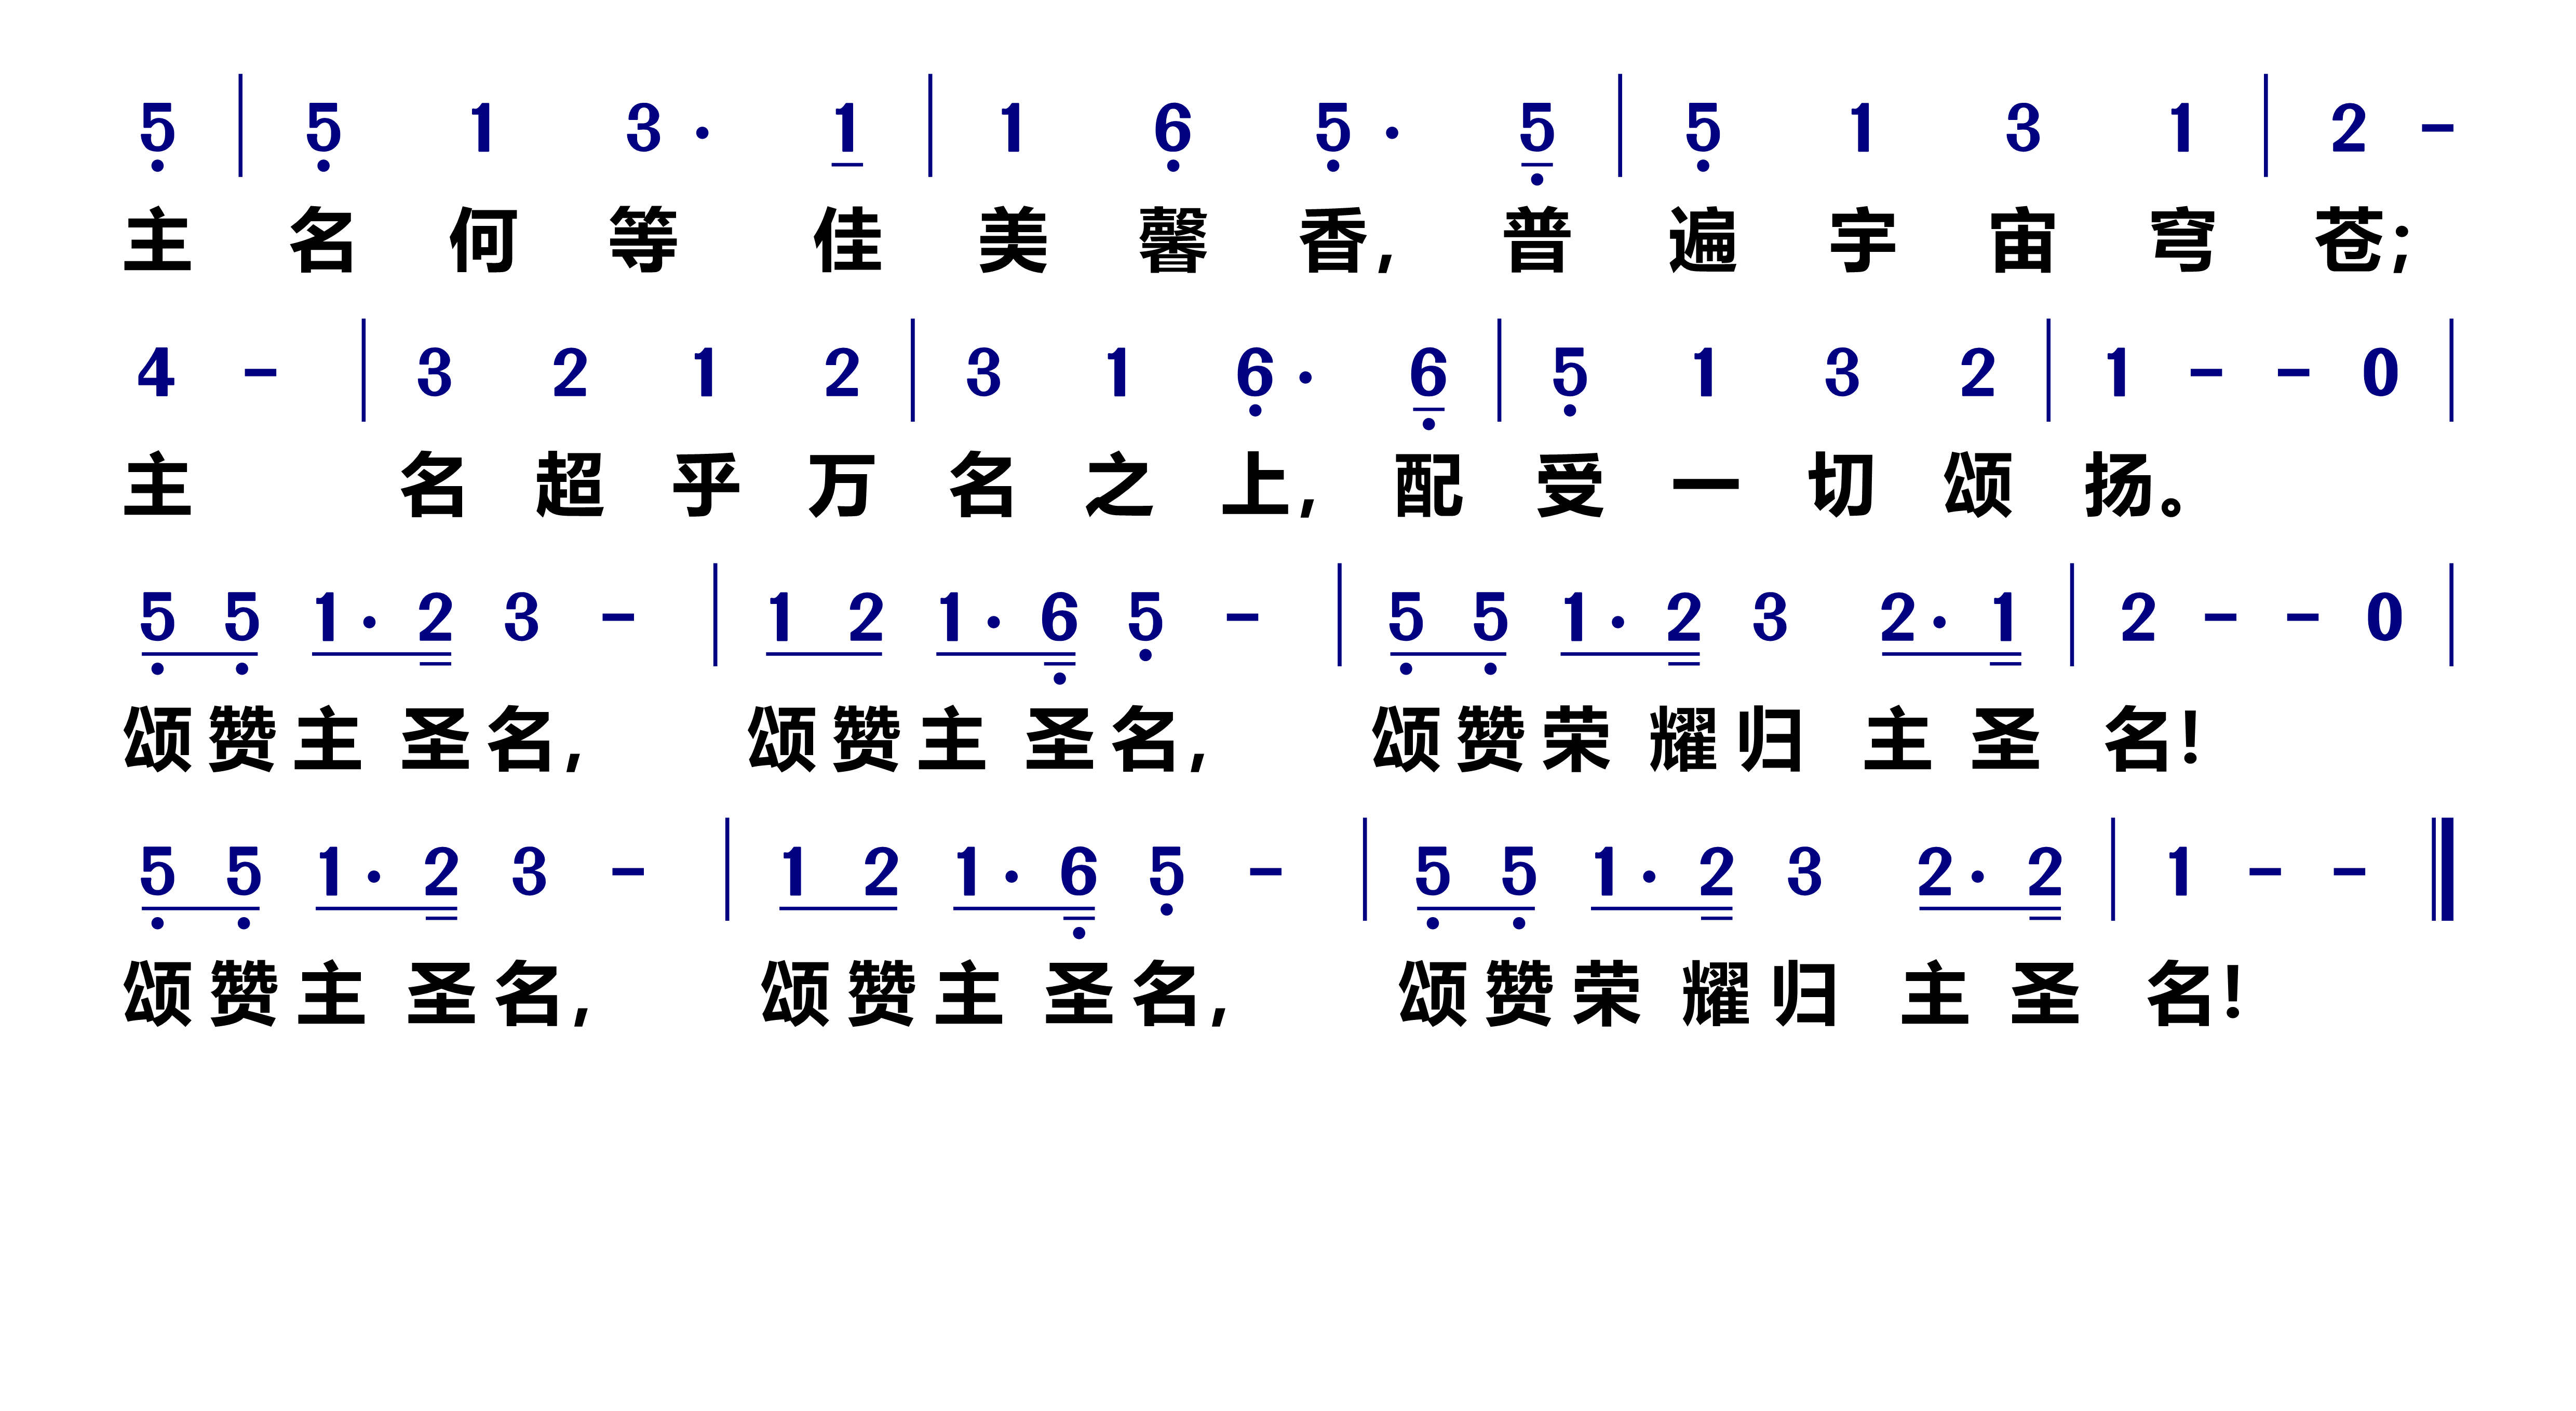 5 | 5 1 3 · 1 | 1 6 5 · 5 | 5 1 3 1 | 2 -
主 名 何 等 佳 美 馨 香, 普 遍 宇 宙 穹 苍;
4 - | 3 2 1 2 | 3 1 6 · 6 | 5 1 3 2 | 1 - - 0 |
主 名 超 乎 万 名 之 上, 配 受 一 切 颂 扬。
5 5 1 · 2 3 - | 1 2 1 · 6 5 - | 5 5 1 · 2 3 2 · 1 | 2 - - 0 |
颂 赞 主 圣 名, 颂 赞 主 圣 名, 颂 赞 荣 耀 归 主 圣 名!
5 5 1 · 2 3 - | 1 2 1 · 6 5 - | 5 5 1 · 2 3 2 · 2 | 1 - - ‖
颂 赞 主 圣 名, 颂 赞 主 圣 名, 颂 赞 荣 耀 归 主 圣 名!